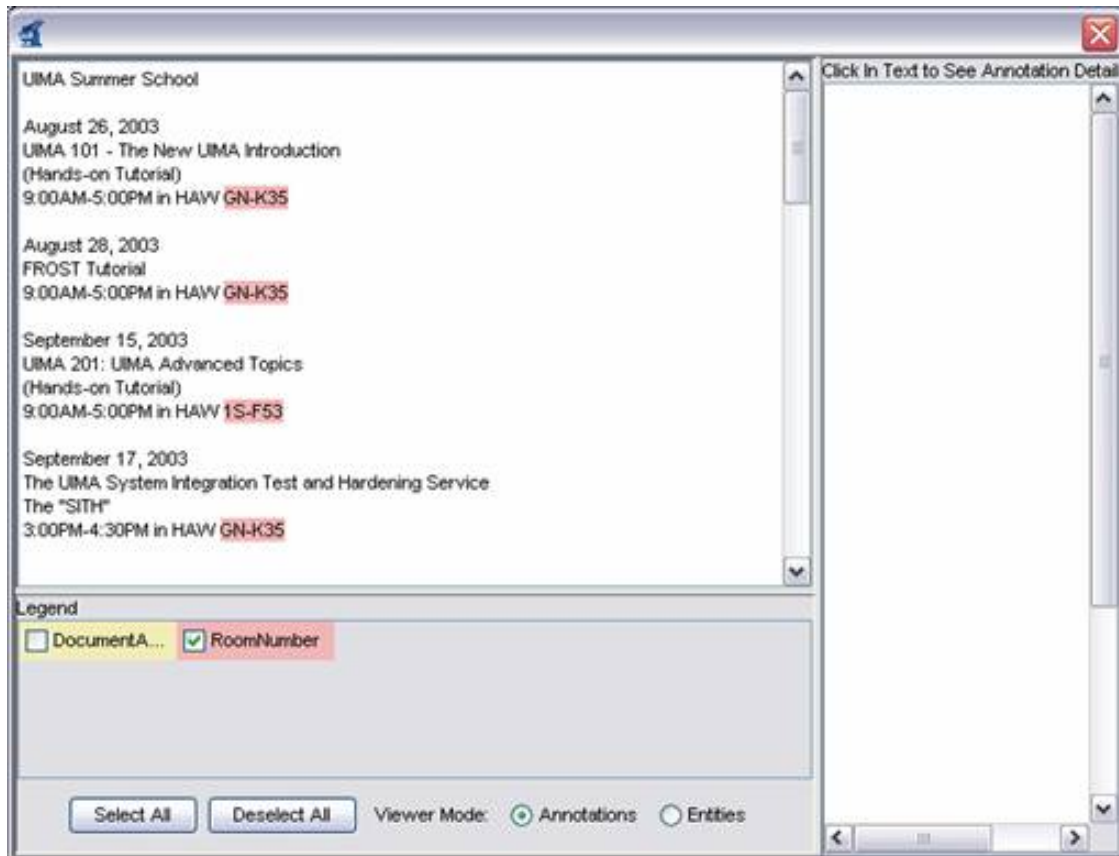 UIMA Summer School
August 26, 2003
UIMA 101 - The New UIMA Introduction
(Hands-on Tutorial)
9:00AM-5:00PM in HAW GN-K35
August 28, 2003
FROST Tutorial
9:00AM-5:00PM in HAW GN-K35
September 15, 2003
UIMA 201: UIMA Advanced Topics
(Hands-on Tutorial)
9:00AM-5:00PM in HAW 1S-F53
September 17, 2003
The UIMA System Integration Test and Hardening Service
The "SITH"
3:00PM-4:30PM in HAW GN-K35
Click In Text to See Annotation Detail
Legend
DocumentA... RoomNumber
Select All Deselect All Viewer Mode: Annotations Entities